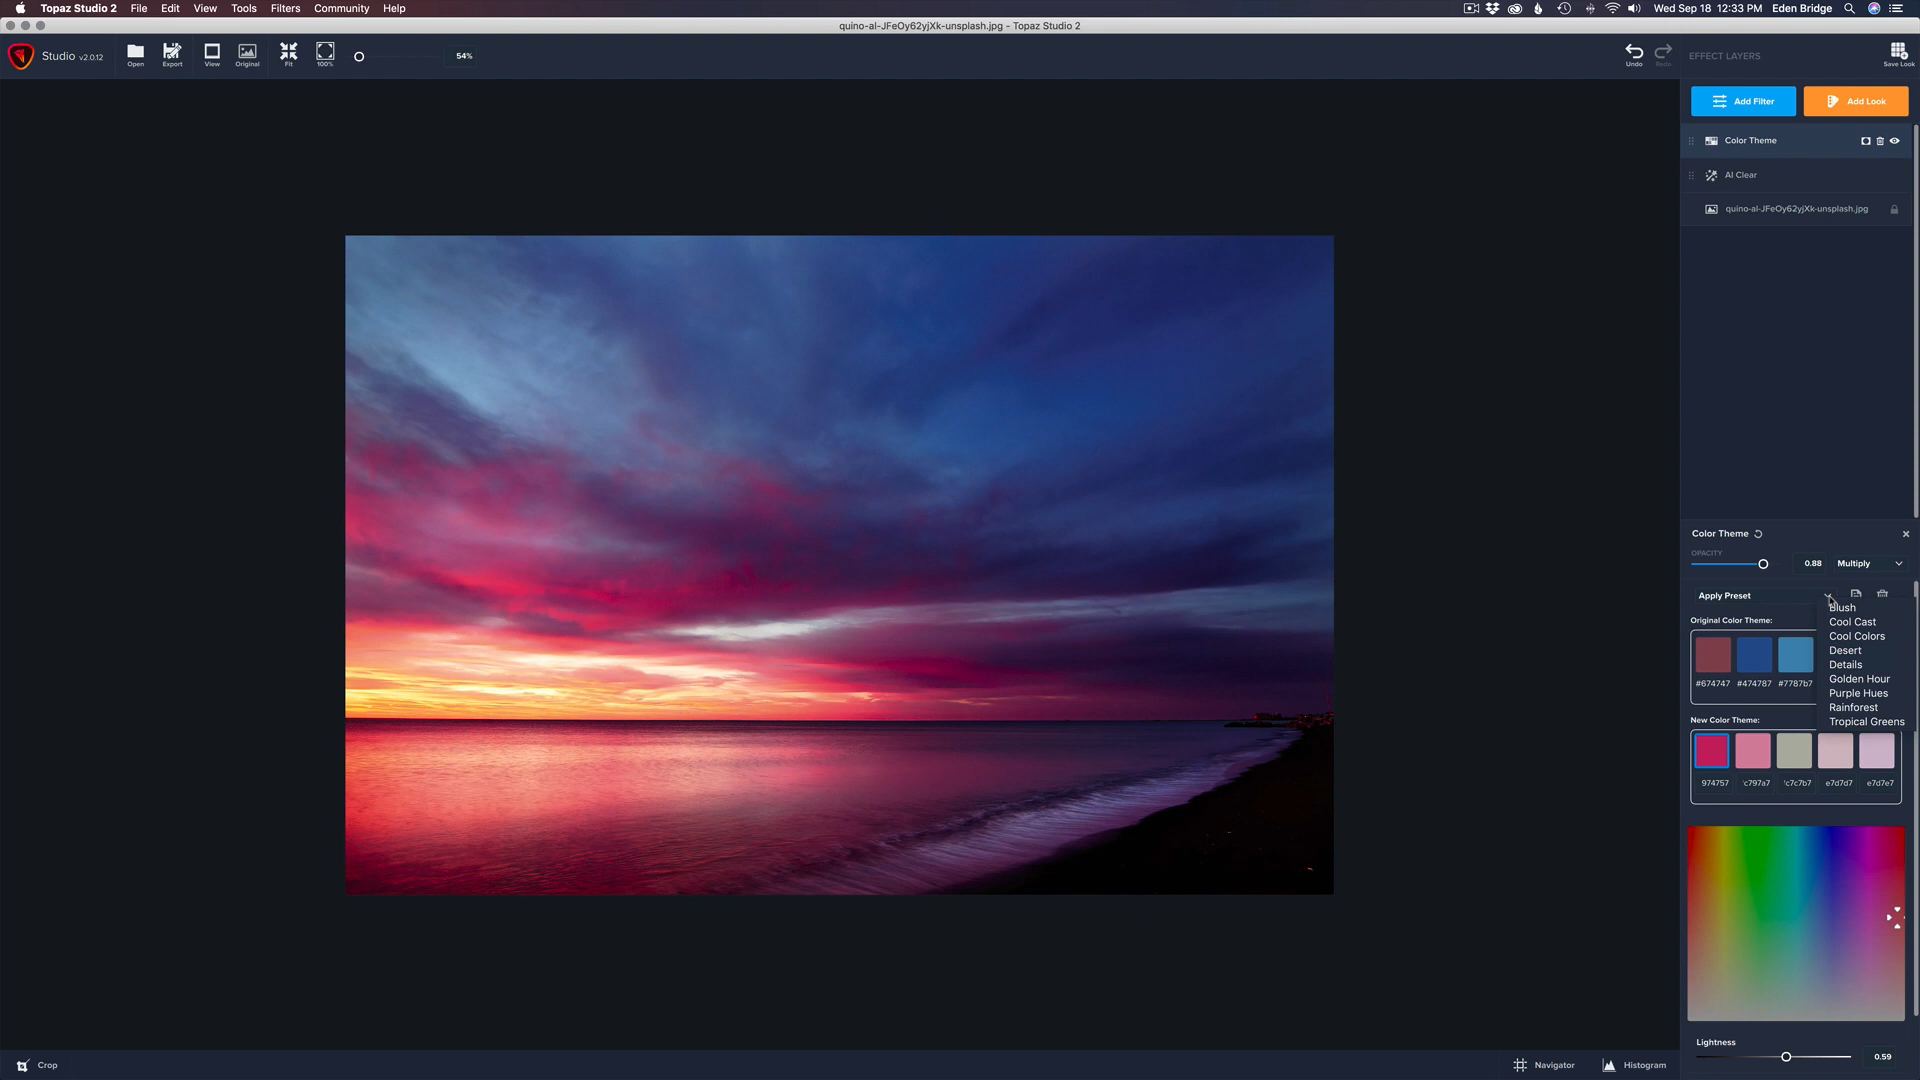 Topaz Studio 2 File Edit View Tools Filters Community Help
Wed Sep 18 12:33 PM Eden Bridge
quino-al-JFeOy62yjXk-unsplash.jpg - Topaz Studio 2
Studio v2.0.12
Open
Export
View
Original
Fit
100%
54%
Undo
Redo
EFFECT LAYERS
Save Look
Add Filter
Add Look
Color Theme
AI Clear
quino-al-JFeOy62yjXk-unsplash.jpg
Color Theme
OPACITY
0.88
Multiply
Apply Preset
Blush
Cool Cast
Cool Colors
Desert
Details
Golden Hour
Purple Hues
Rainforest
Tropical Greens
Original Color Theme:
#674747 #474787 #7787b7
New Color Theme:
974757 'c797a7 'c7c7b7 e7d7d7 e7d7e7
Lightness
0.59
Crop
Navigator
Histogram